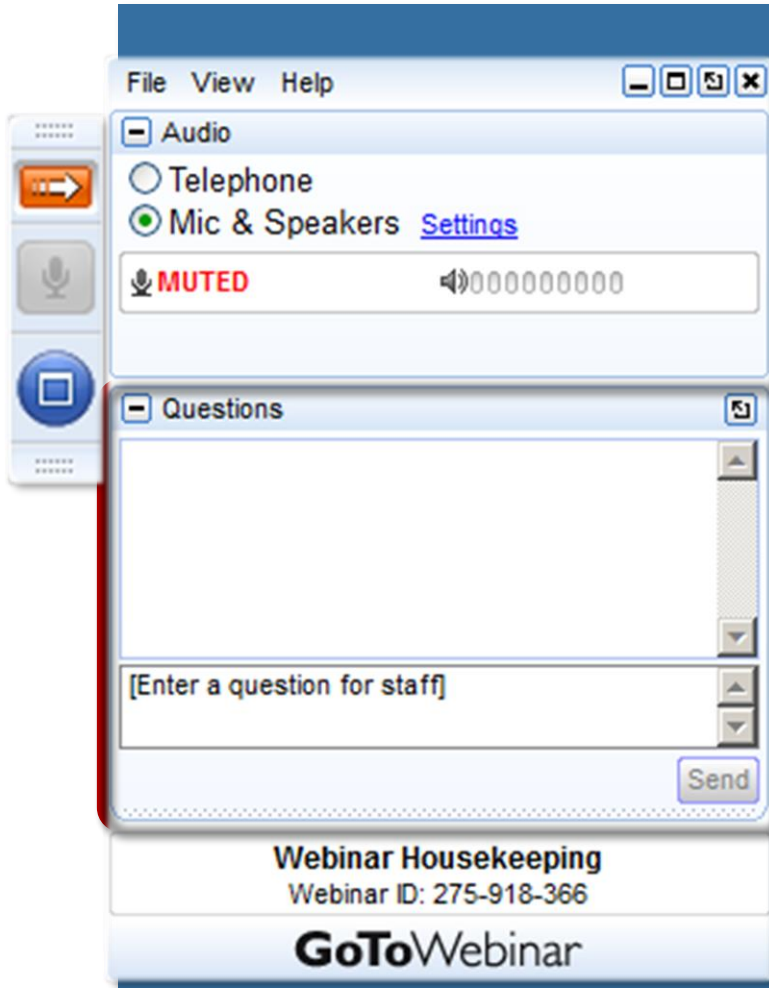 File View Help
Audio
Telephone
Mic & Speakers Settings
MUTED
Questions
[Enter a question for staff]
Send
Webinar Housekeeping
Webinar ID: 275-918-366
GoToWebinar